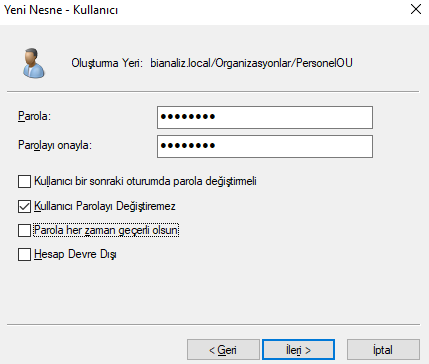 Yeni Nesne - Kullanıcı
Oluşturma Yeri: bianaliz.local/Organizasyonlar/PersonelOU
Parola: ●●●●●●●●
Parolayı onayla: ●●●●●●●●
Kullanıcı bir sonraki oturumda parola değiştirmeli
Kullanıcı Parolayı Değiştiremez
Parola her zaman geçerli olsun
Hesap Devre Dışı
< Geri İleri > İptal